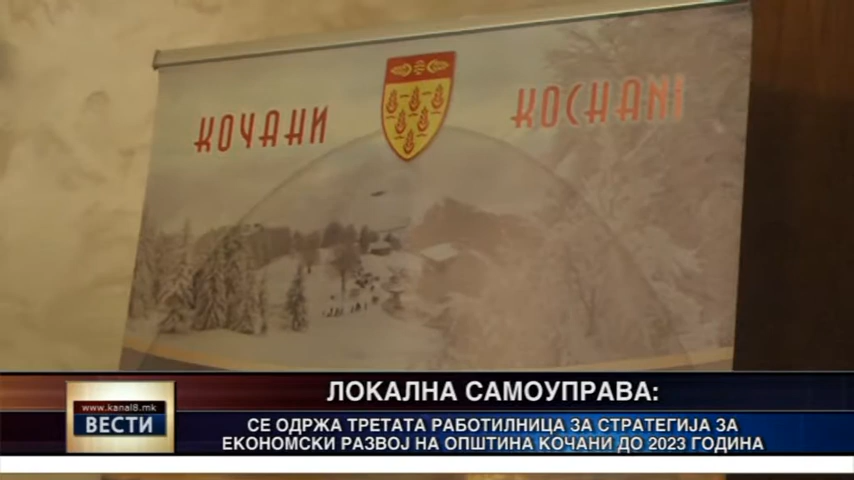 КОЧАНИ
KOCHANI
ЛОКАЛНА САМОУПРАВА:
www.kanal8.mk
ВЕСТИ
СЕ ОДРЖА ТРЕТАТА РАБОТИЛНИЦА ЗА СТРАТЕГИЈА ЗА
ЕКОНОМСКИ РАЗВОЈ НА ОПШТИНА КОЧАНИ ДО 2023 ГОДИНА